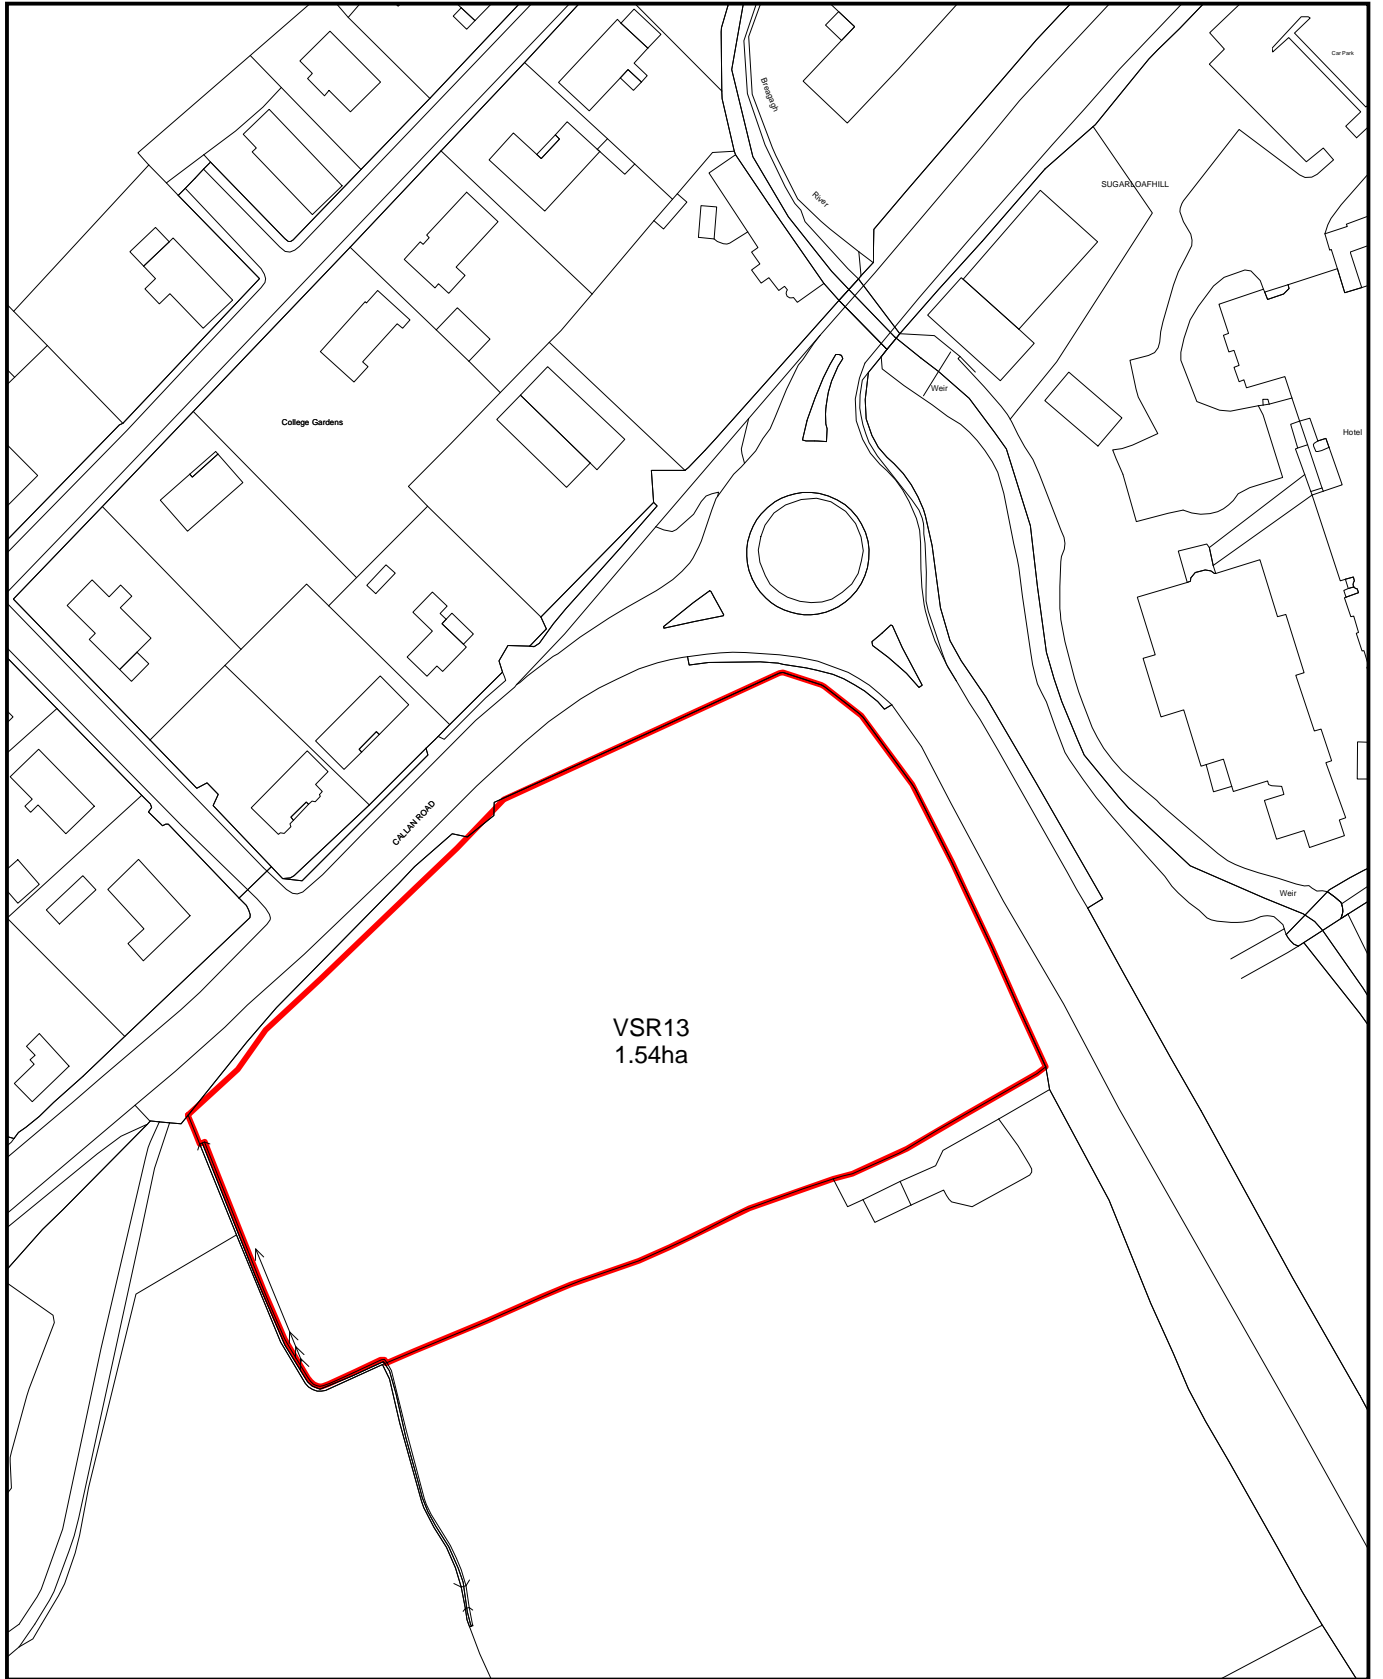 Car Park
Breagagh
River
SUGARLOAFHILL
Weir
College Gardens
Hotel
CALLAN ROAD
Weir
VSR13
1.54ha